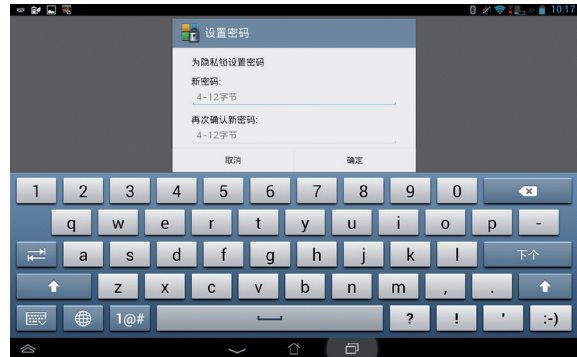 10:17
设置密码
为隐私锁设置密码
新密码:
4-12字节
再次确认新密码:
4-12字节
取消 确定
1 2 3 4 5 6 7 8 9 0
q w e r t y u i o p -
a s d f g h j k l 下个
z x c v b n m , .
1@# ? ! ' :-)